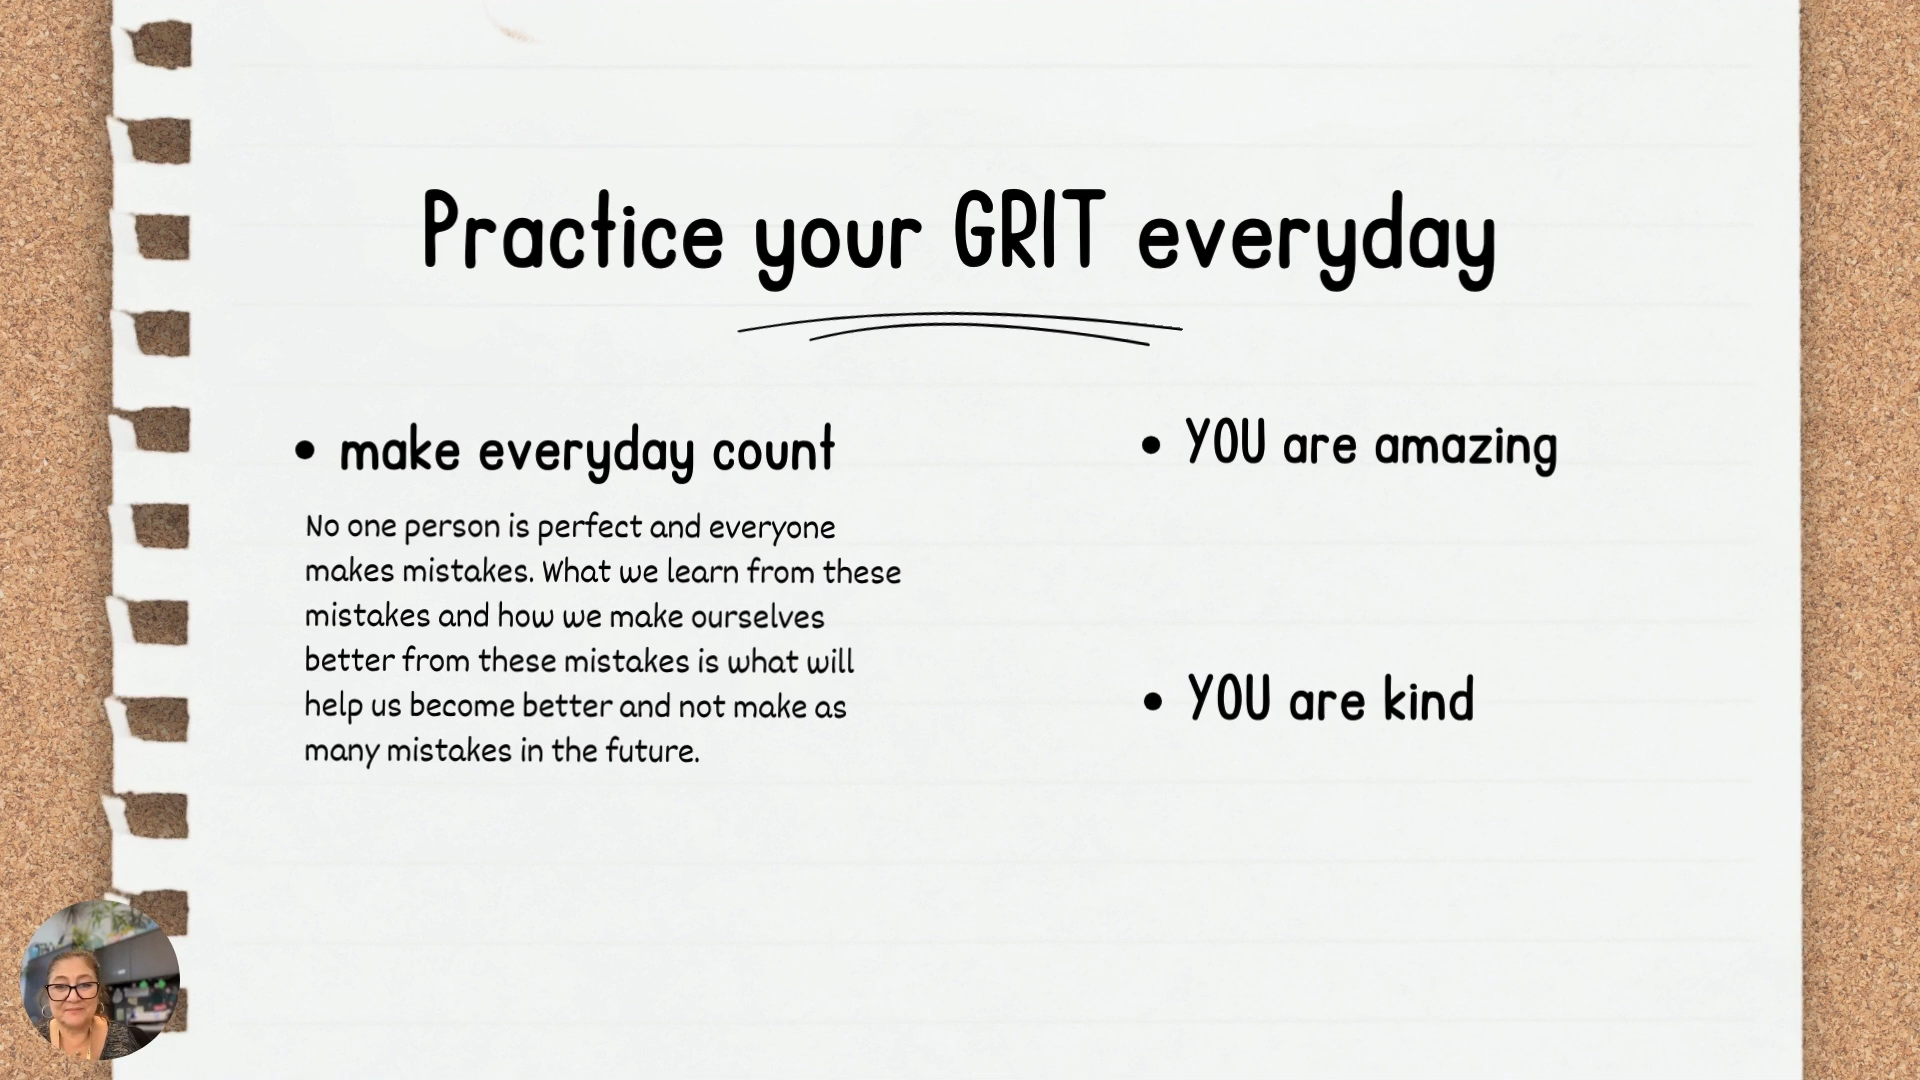 Practice your GRIT everyday
• make everyday count
No one person is perfect and everyone
makes mistakes. What we learn from these
mistakes and how we make ourselves
better from these mistakes is what will
help us become better and not make as
many mistakes in the future.
• YOU are amazing
• YOU are kind